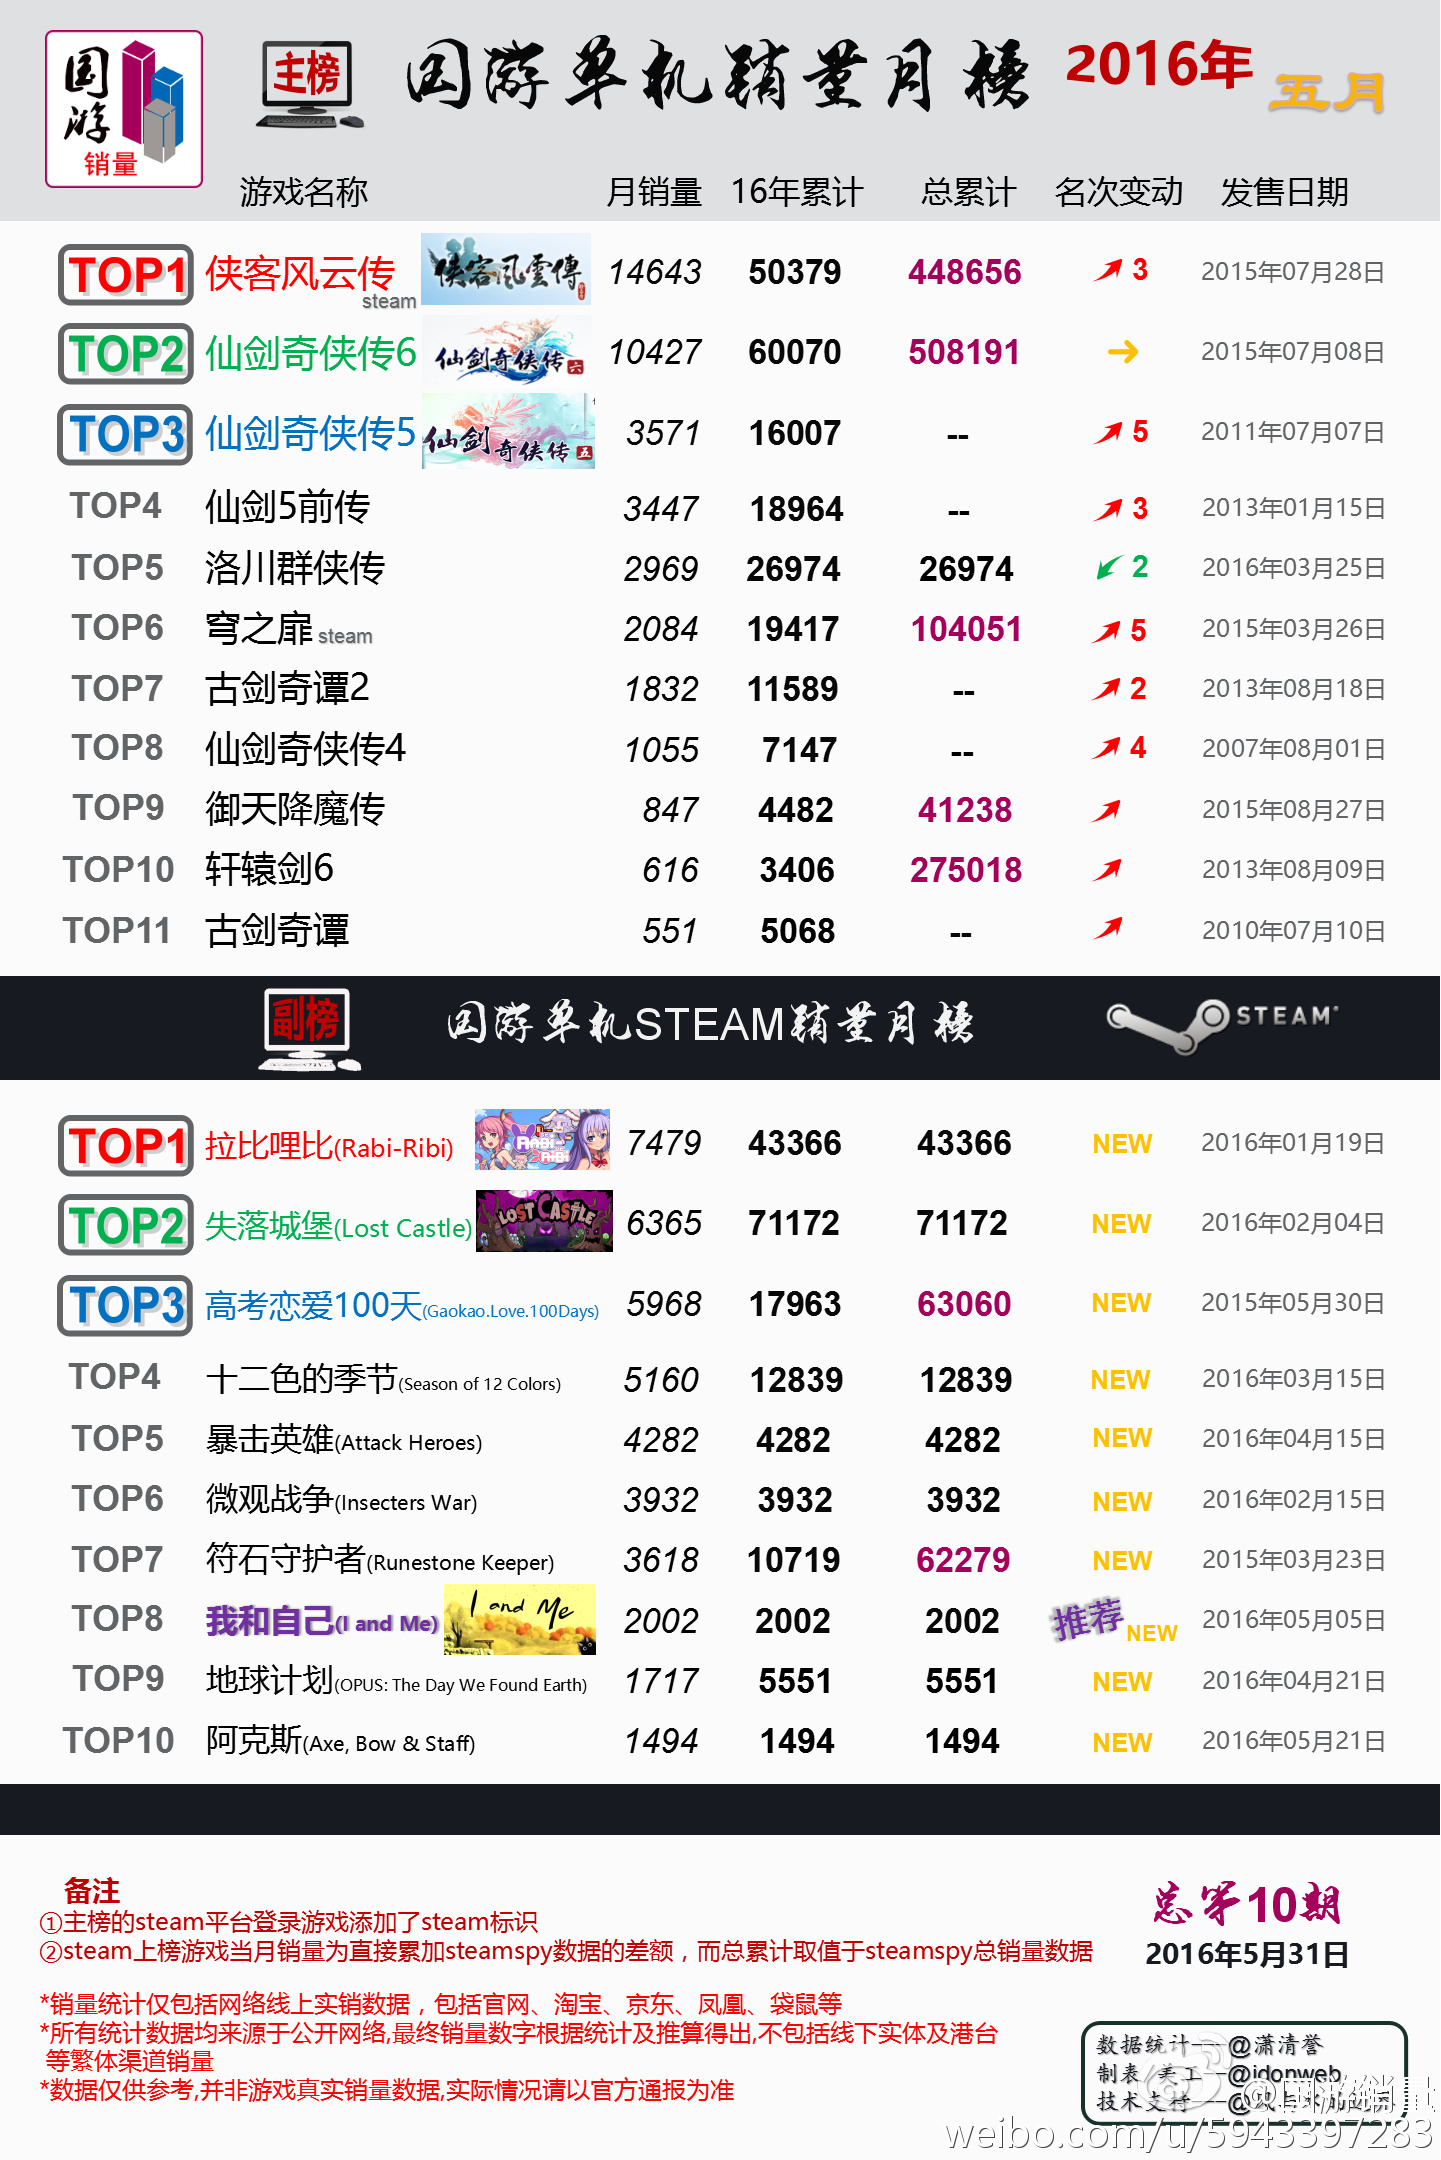 国游
销量
主榜
国游单机销量月榜 2016年 五月
游戏名称 月销量 16年累计 总累计 名次变动 发售日期
TOP1 侠客风云传 steam 侠客风雲傳 14643 50379 448656 3 2015年07月28日
TOP2 仙剑奇侠传6 仙剑奇侠传 六 10427 60070 508191 2015年07月08日
TOP3 仙剑奇侠传5 仙剑奇侠传 五 3571 16007 -- 5 2011年07月07日
TOP4 仙剑5前传 3447 18964 -- 3 2013年01月15日
TOP5 洛川群侠传 2969 26974 26974 2 2016年03月25日
TOP6 穹之扉 steam 2084 19417 104051 5 2015年03月26日
TOP7 古剑奇谭2 1832 11589 -- 2 2013年08月18日
TOP8 仙剑奇侠传4 1055 7147 -- 4 2007年08月01日
TOP9 御天降魔传 847 4482 41238 2015年08月27日
TOP10 轩辕剑6 616 3406 275018 2013年08月09日
TOP11 古剑奇谭 551 5068 -- 2010年07月10日
副榜 国游单机STEAM销量月榜 STEAM
TOP1 拉比哩比(Rabi-Ribi) RABI-RIBI 7479 43366 43366 NEW 2016年01月19日
TOP2 失落城堡(Lost Castle) LOST CASTLE 6365 71172 71172 NEW 2016年02月04日
TOP3 高考恋爱100天(Gaokao.Love.100Days) 5968 17963 63060 NEW 2015年05月30日
TOP4 十二色的季节(Season of 12 Colors) 5160 12839 12839 NEW 2016年03月15日
TOP5 暴击英雄(Attack Heroes) 4282 4282 4282 NEW 2016年04月15日
TOP6 微观战争(Insecters War) 3932 3932 3932 NEW 2016年02月15日
TOP7 符石守护者(Runestone Keeper) 3618 10719 62279 NEW 2015年03月23日
TOP8 我和自己(I and Me) I and Me 2002 2002 2002 推荐 NEW 2016年05月05日
TOP9 地球计划(OPUS: The Day We Found Earth) 1717 5551 5551 NEW 2016年04月21日
TOP10 阿克斯(Axe, Bow & Staff) 1494 1494 1494 NEW 2016年05月21日
备注
①主榜的steam平台登录游戏添加了steam标识
②steam上榜游戏当月销量为直接累加steamspy数据的差额，而总累计取值于steamspy总销量数据
*销量统计仅包括网络线上实销数据，包括官网、淘宝、京东、凤凰、袋鼠等
*所有统计数据均来源于公开网络,最终销量数字根据统计及推算得出,不包括线下实体及港台
等繁体渠道销量
*数据仅供参考,并非游戏真实销量数据,实际情况请以官方通报为准
总第10期
2016年5月31日
数据统计——@潇清誉
制表 美工—@idonweb
技术支持—@
@国游销量
weibo.com/u/5943397283